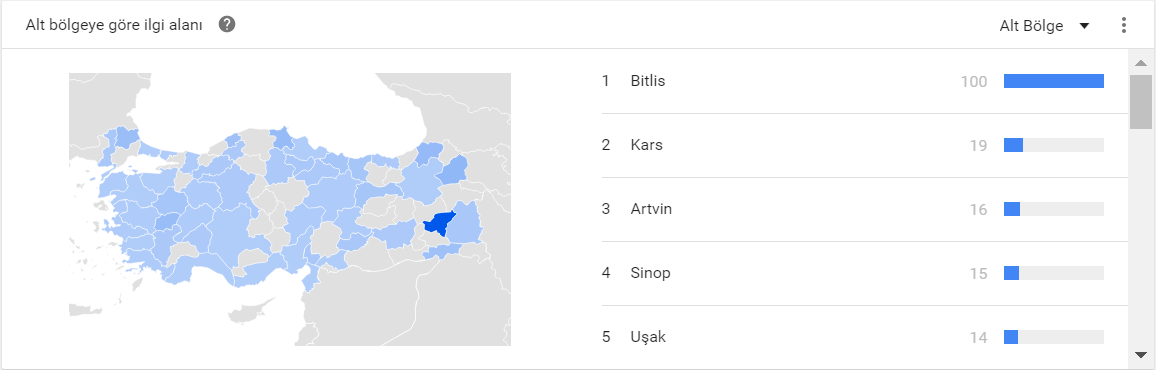 Alt bölgeye göre ilgi alanı ?
Alt Bölge
1 Bitlis 100
2 Kars 19
3 Artvin 16
4 Sinop 15
5 Uşak 14